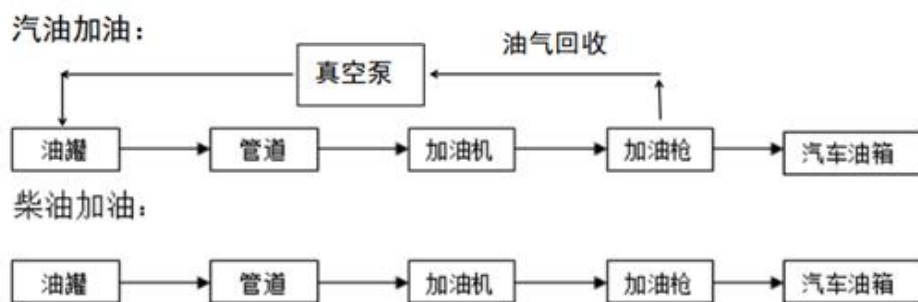 汽油加油：
油气回收
真空泵
油罐 管道 加油机 加油枪 汽车油箱
柴油加油：
油罐 管道 加油机 加油枪 汽车油箱